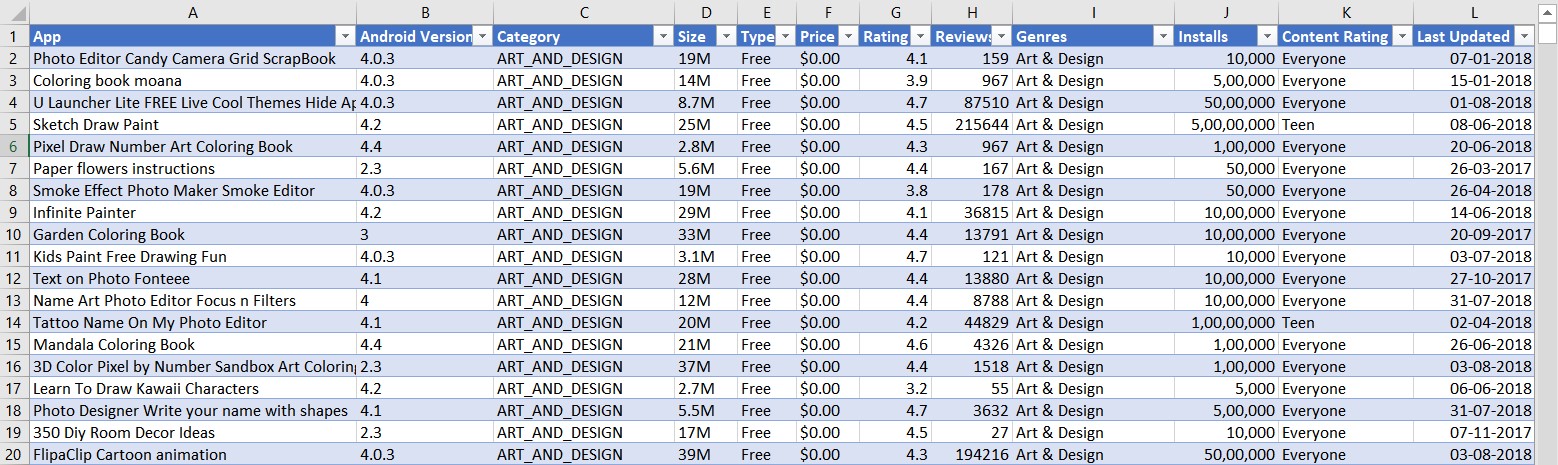 A B C D E F G H I J K L
1 App Android Version Category Size Type Price Rating Reviews Genres Installs Content Rating Last Updated
2 Photo Editor Candy Camera Grid ScrapBook 4.0.3 ART_AND_DESIGN 19M Free $0.00 4.1 159 Art & Design 10,000 Everyone 07-01-2018
3 Coloring book moana 4.0.3 ART_AND_DESIGN 14M Free $0.00 3.9 967 Art & Design 5,00,000 Everyone 15-01-2018
4 U Launcher Lite FREE Live Cool Themes Hide Ap 4.0.3 ART_AND_DESIGN 8.7M Free $0.00 4.7 87510 Art & Design 50,00,000 Everyone 01-08-2018
5 Sketch Draw Paint 4.2 ART_AND_DESIGN 25M Free $0.00 4.5 215644 Art & Design 5,00,00,000 Teen 08-06-2018
6 Pixel Draw Number Art Coloring Book 4.4 ART_AND_DESIGN 2.8M Free $0.00 4.3 967 Art & Design 1,00,000 Everyone 20-06-2018
7 Paper flowers instructions 2.3 ART_AND_DESIGN 5.6M Free $0.00 4.4 167 Art & Design 50,000 Everyone 26-03-2017
8 Smoke Effect Photo Maker Smoke Editor 4.0.3 ART_AND_DESIGN 19M Free $0.00 3.8 178 Art & Design 50,000 Everyone 26-04-2018
9 Infinite Painter 4.2 ART_AND_DESIGN 29M Free $0.00 4.1 36815 Art & Design 10,00,000 Everyone 14-06-2018
10 Garden Coloring Book 3 ART_AND_DESIGN 33M Free $0.00 4.4 13791 Art & Design 10,00,000 Everyone 20-09-2017
11 Kids Paint Free Drawing Fun 4.0.3 ART_AND_DESIGN 3.1M Free $0.00 4.7 121 Art & Design 10,000 Everyone 03-07-2018
12 Text on Photo Fonteee 4.1 ART_AND_DESIGN 28M Free $0.00 4.4 13880 Art & Design 10,00,000 Everyone 27-10-2017
13 Name Art Photo Editor Focus n Filters 4 ART_AND_DESIGN 12M Free $0.00 4.4 8788 Art & Design 10,00,000 Everyone 31-07-2018
14 Tattoo Name On My Photo Editor 4.1 ART_AND_DESIGN 20M Free $0.00 4.2 44829 Art & Design 1,00,00,000 Teen 02-04-2018
15 Mandala Coloring Book 4.4 ART_AND_DESIGN 21M Free $0.00 4.6 4326 Art & Design 1,00,000 Everyone 26-06-2018
16 3D Color Pixel by Number Sandbox Art Coloring 2.3 ART_AND_DESIGN 37M Free $0.00 4.4 1518 Art & Design 1,00,000 Everyone 03-08-2018
17 Learn To Draw Kawaii Characters 4.2 ART_AND_DESIGN 2.7M Free $0.00 3.2 55 Art & Design 5,000 Everyone 06-06-2018
18 Photo Designer Write your name with shapes 4.1 ART_AND_DESIGN 5.5M Free $0.00 4.7 3632 Art & Design 5,00,000 Everyone 31-07-2018
19 350 Diy Room Decor Ideas 2.3 ART_AND_DESIGN 17M Free $0.00 4.5 27 Art & Design 10,000 Everyone 07-11-2017
20 FlipaClip Cartoon animation 4.0.3 ART_AND_DESIGN 39M Free $0.00 4.3 194216 Art & Design 50,00,000 Everyone 03-08-2018